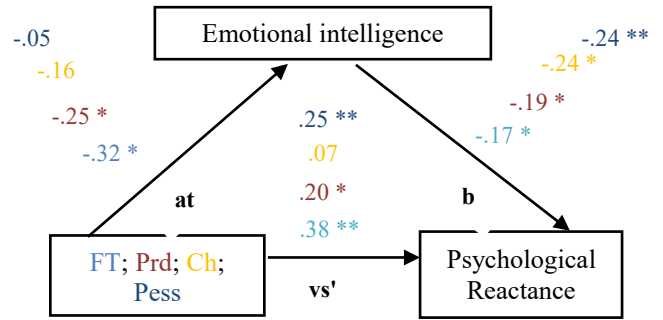 Emotional intelligence
-.05
-.16
-.25 *
-.32 *
-.24 **
-.24 *
-.19 *
-.17 *
.25 **
.07
.20 *
.38 **
at
b
FT; Prd; Ch;
Pess
vs'
Psychological
Reactance